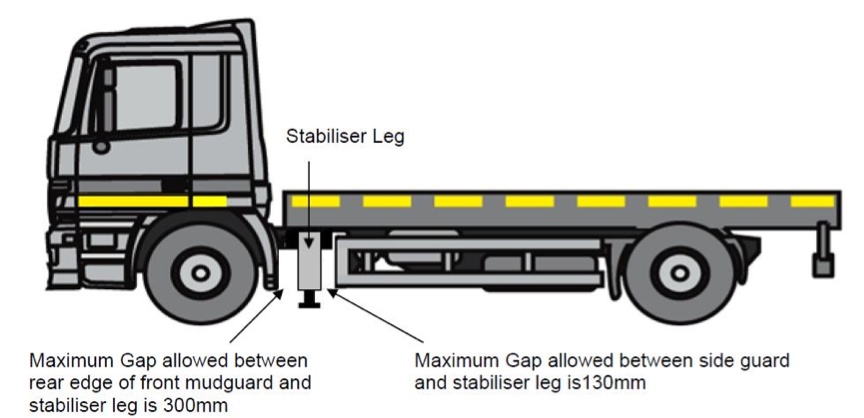 Stabiliser Leg
Maximum Gap allowed between
rear edge of front mudguard and
stabiliser leg is 300mm
Maximum Gap allowed between side guard
and stabiliser leg is130mm